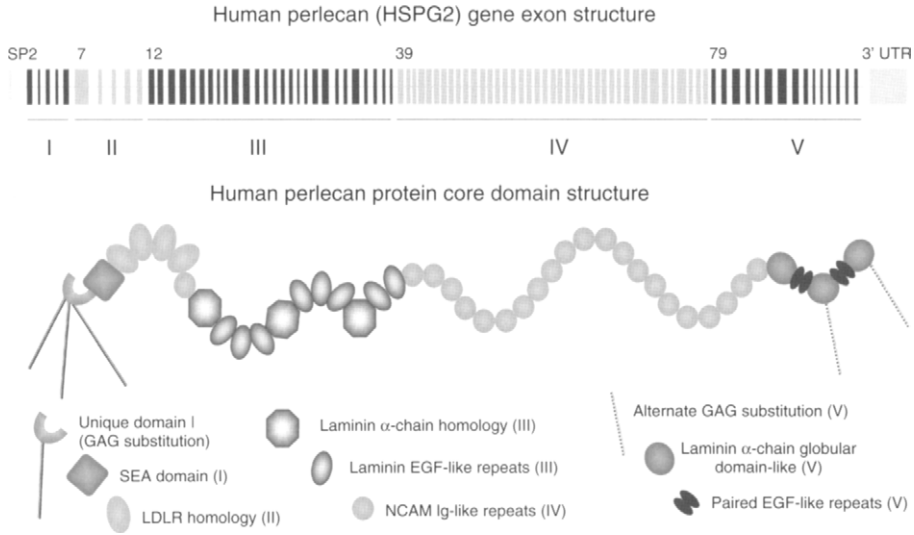 Human perlecan (HSPG2) gene exon structure
SP2 7 12 39 79 3' UTR
I II III IV V
Human perlecan protein core domain structure
Unique domain I
(GAG substitution)
SEA domain (I)
LDLR homology (II)
Laminin α-chain homology (III)
Laminin EGF-like repeats (III)
NCAM Ig-like repeats (IV)
Alternate GAG substitution (V)
Laminin α-chain globular
domain-like (V)
Paired EGF-like repeats (V)